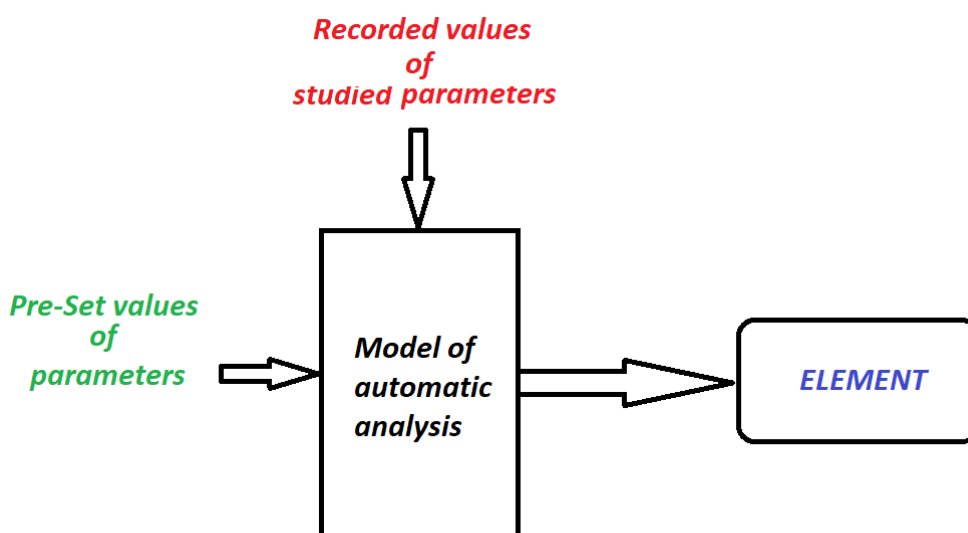 Recorded values
of
studied parameters
Pre-Set values
of
parameters
Model of
automatic
analysis
ELEMENT